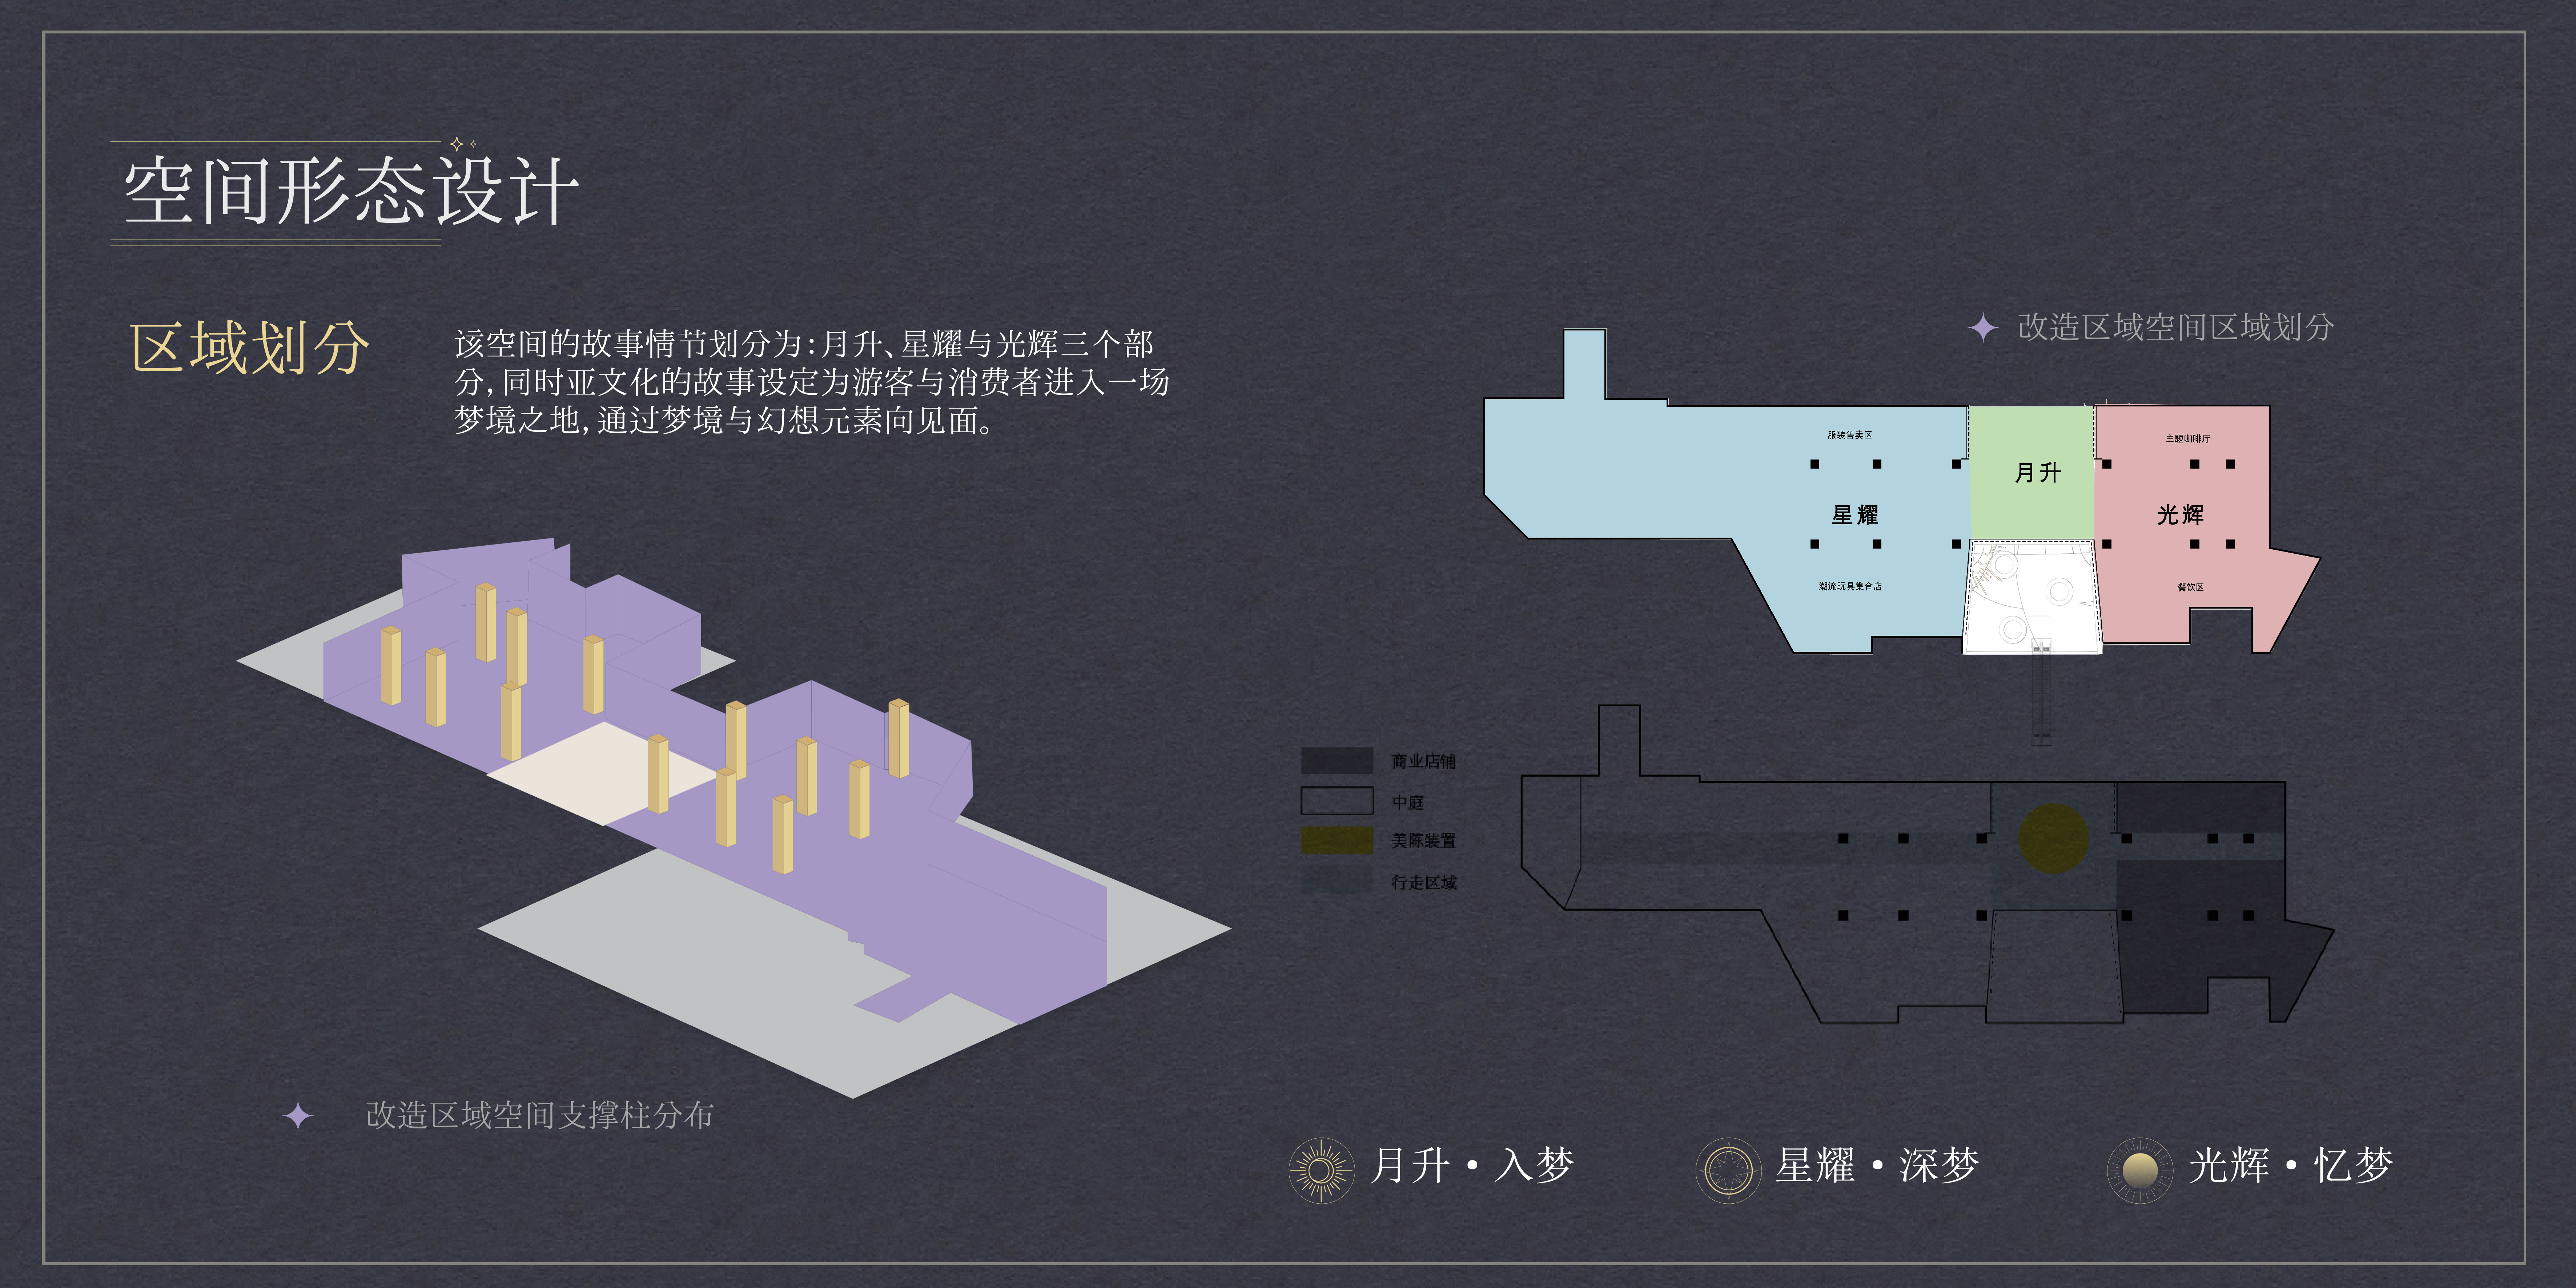 空间形态设计
区域划分
该空间的故事情节划分为:月升、星耀与光辉三个部
分,同时亚文化的故事设定为游客与消费者进入一场
梦境之地,通过梦境与幻想元素向见面。
改造区域空间区域划分
服装售卖区
主题咖啡厅
月升
星耀
光辉
潮流玩具集合店
餐饮区
商业店铺
中庭
美陈装置
行走区域
改造区域空间支撑柱分布
月升·入梦
星耀·深梦
光辉·忆梦